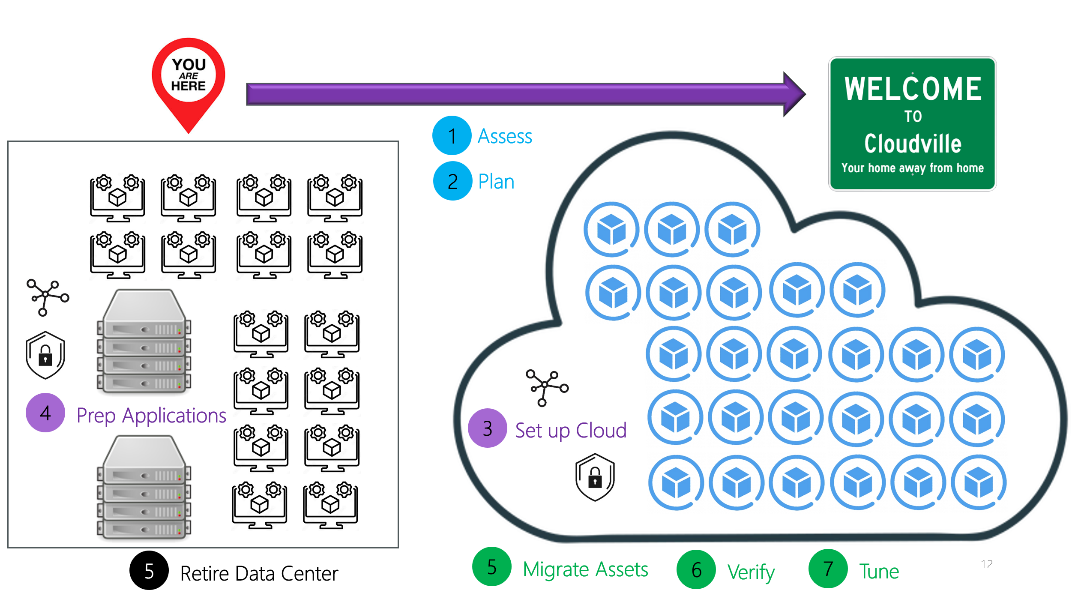 YOU
ARE
HERE
WELCOME
TO
Cloudville
Your home away from home
1 Assess
2 Plan
3 Set up Cloud
4 Prep Applications
5 Retire Data Center
5 Migrate Assets
6 Verify
7 Tune
12